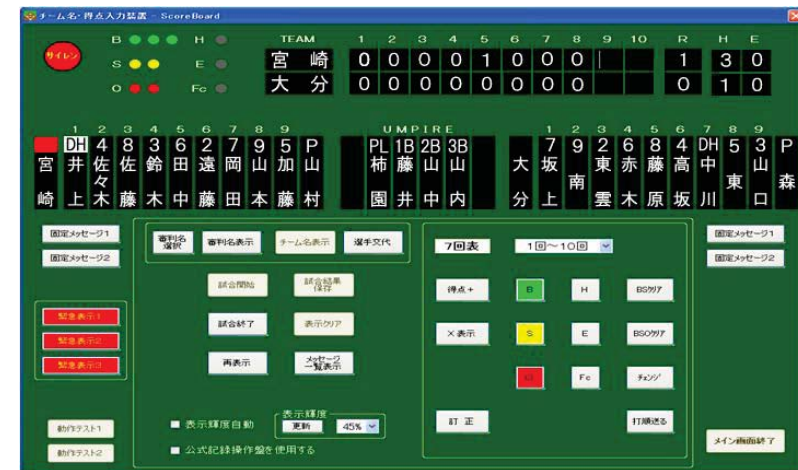 チーム名・得点入力装置 - ScoreBoard
サイレン
B H TEAM 1 2 3 4 5 6 7 8 9 10 R H E
S E 宮崎 0 0 0 0 1 0 0 0 1 3 0
O Fc 大分 0 0 0 0 0 0 0 0 0 1 0
1 2 3 4 5 6 7 8 9 UMPIRE 1 2 3 4 5 6 7 8 9
DH 4 8 3 6 2 7 9 5 P PL 1B 2B 3B 7 9 2 6 8 4 DH 5 3 P
宮崎 井上 佐々木 佐藤 鈴木 田中 遠藤 岡田 山本 加藤 山村 柿園 藤井 山中 山内 大分 坂上 南 東雲 赤木 藤原 高坂 中川 東 山口 森
固定メッセージ1
固定メッセージ2
審判名選択 審判名表示 チーム名表示 選手交代
7回表 1回〜10回
固定メッセージ1
固定メッセージ2
試合開始 試合結果保存
得点+ B H BSクリア
緊急表示1
緊急表示2
緊急表示3
試合終了 表示クリア
×表示 S E BSOクリア
再表示 メッセージ一覧表示
O Fc チェンジ
表示輝度自動 表示輝度 更新 45%
訂正 打順送る
動作テスト1
動作テスト2
公式記録操作盤を使用する
メイン画面終了